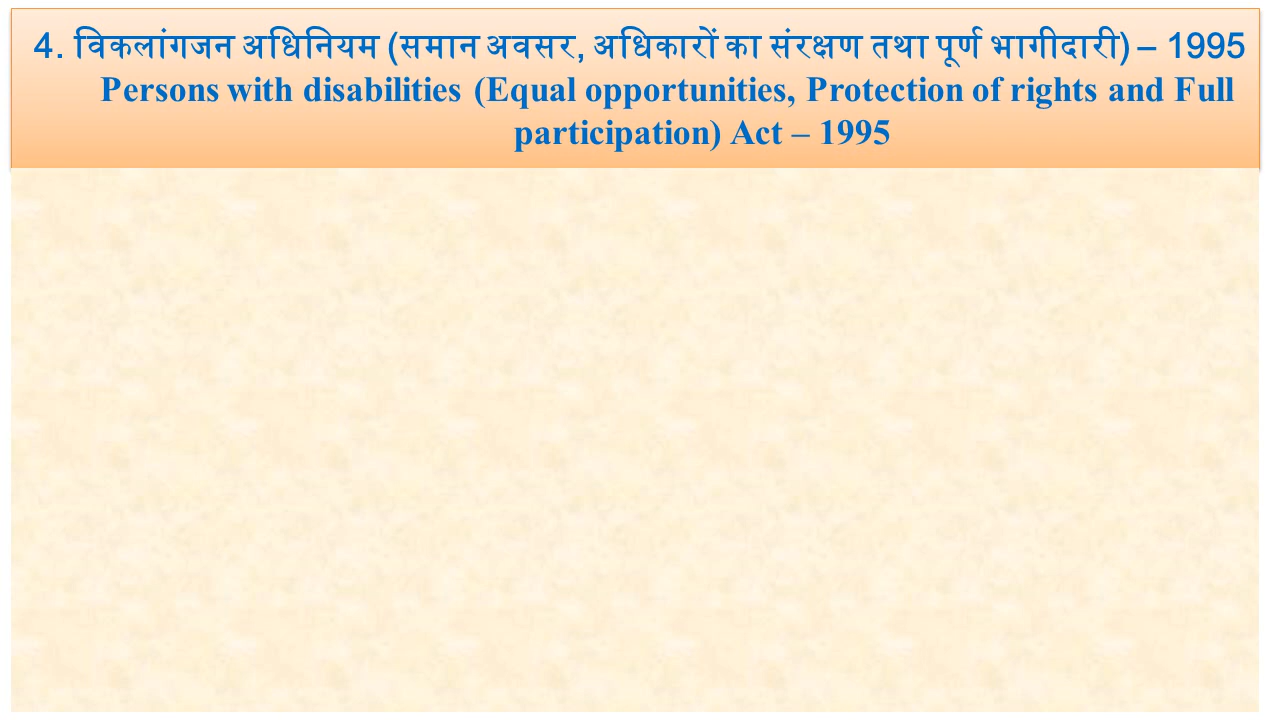 4. विकलांगजन अधिनियम (समान अवसर, अधिकारों का संरक्षण तथा पूर्ण भागीदारी) – 1995
Persons with disabilities (Equal opportunities, Protection of rights and Full
participation) Act – 1995